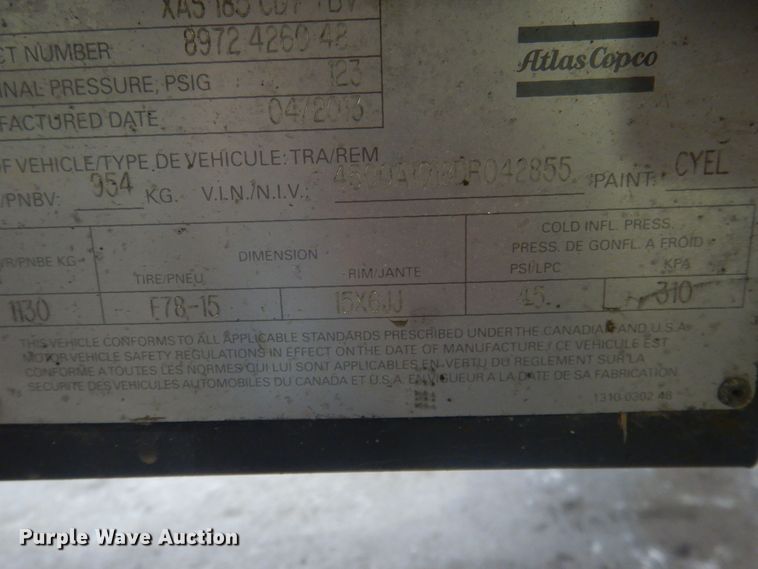 XAS 185
CT NUMBER 8972 4260 48
Atlas Copco
INAL PRESSURE, PSIG 123
FACTURED DATE 04/2013
OF VEHICLE/TYPE DE VEHICULE: TRA/REM
/PNBV: 954 KG. V.I.N./N.I.V.: 042855 PAINT: CYEL
COLD INFL. PRESS.
R/PNBE KG DIMENSION PRESS. DE GONFL. A FROID
TIRE/PNEU RIM/JANTE PSI/LPC KPA
1130 F78-15 15X6JJ 45 310
THIS VEHICLE CONFORMS TO ALL APPLICABLE STANDARDS PRESCRIBED UNDER THE CANADIAN AND U.S.A.
MOTOR VEHICLE SAFETY REGULATIONS IN EFFECT ON THE DATE OF MANUFACTURE / CE VEHICULE EST
CONFORME A TOUTES LES NORMES QUI LUI SONT APPLICABLES EN VERTU DU REGLEMENT SUR LA
SECURITE DES VEHICULES AUTOMOBILES DU CANADA ET U.S.A. EN VIGUEUR A LA DATE DE SA FABRICATION
1310 0302 48
Purple Wave Auction